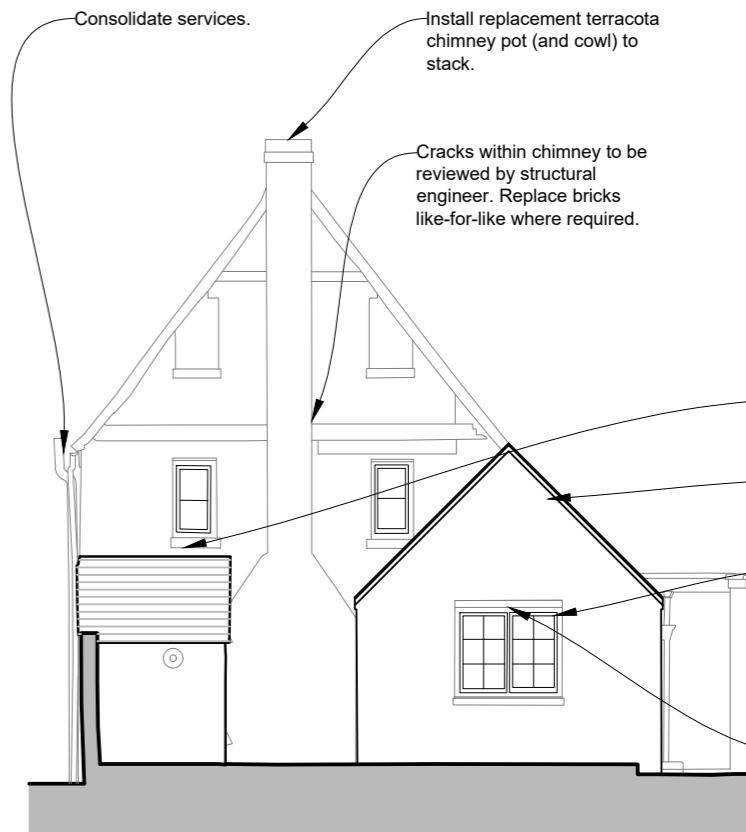 Consolidate services.
Install replacement terracota
chimney pot (and cowl) to
stack.
Cracks within chimney to be
reviewed by structural
engineer. Replace bricks
like-for-like where required.